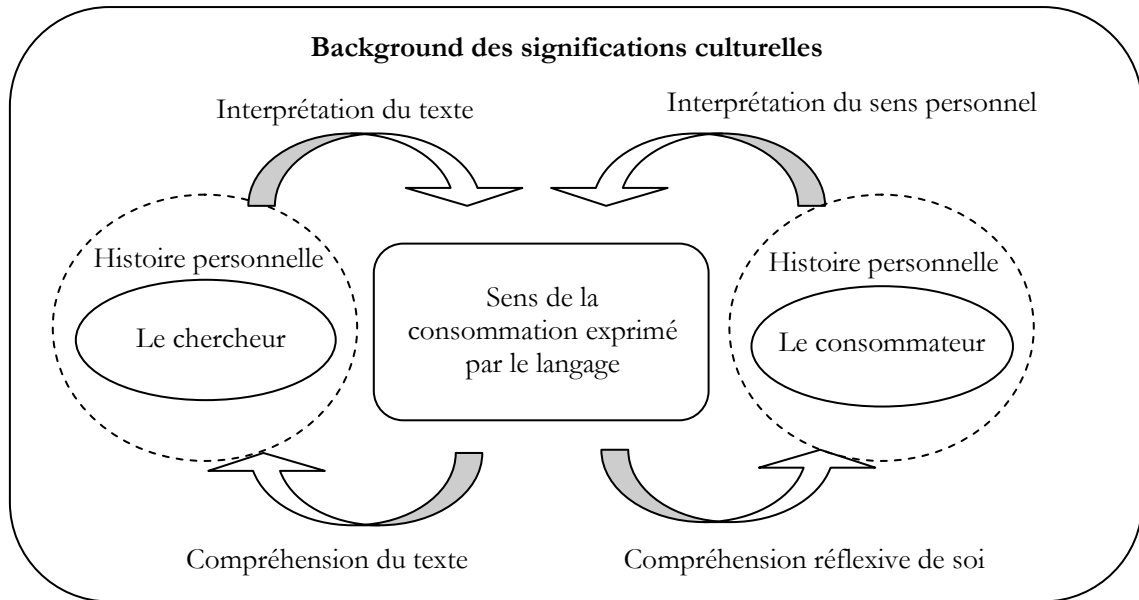 Background des significations culturelles
Interprétation du texte
Interprétation du sens personnel
Histoire personnelle
Le chercheur
Sens de la
consommation exprimé
par le langage
Histoire personnelle
Le consommateur
Compréhension du texte
Compréhension réflexive de soi